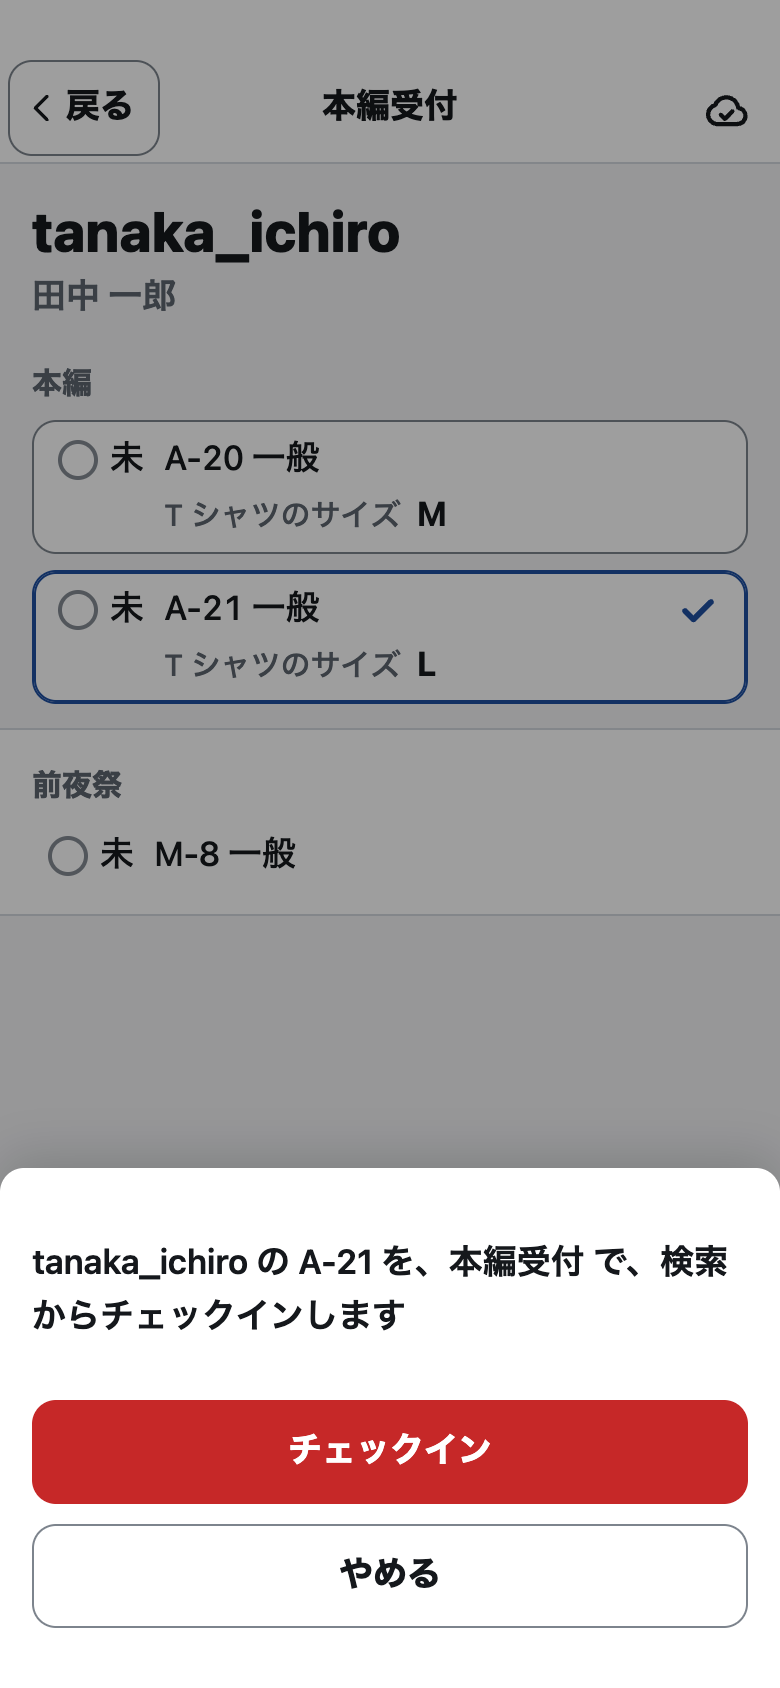 戻る
本編受付
tanaka_ichiro
田中 一郎
本編
未 A-20 一般
T シャツのサイズ M
未 A-21 一般
T シャツのサイズ L
前夜祭
未 M-8 一般
tanaka_ichiro の A-21 を、本編受付 で、検索
からチェックインします
チェックイン
やめる